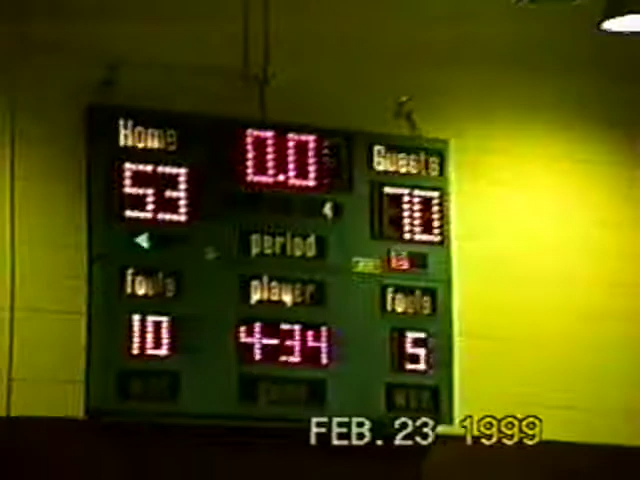 Home 0.0 Guests
53 70
period
fouls player fouls
10 4-34 5
FEB. 23 1999